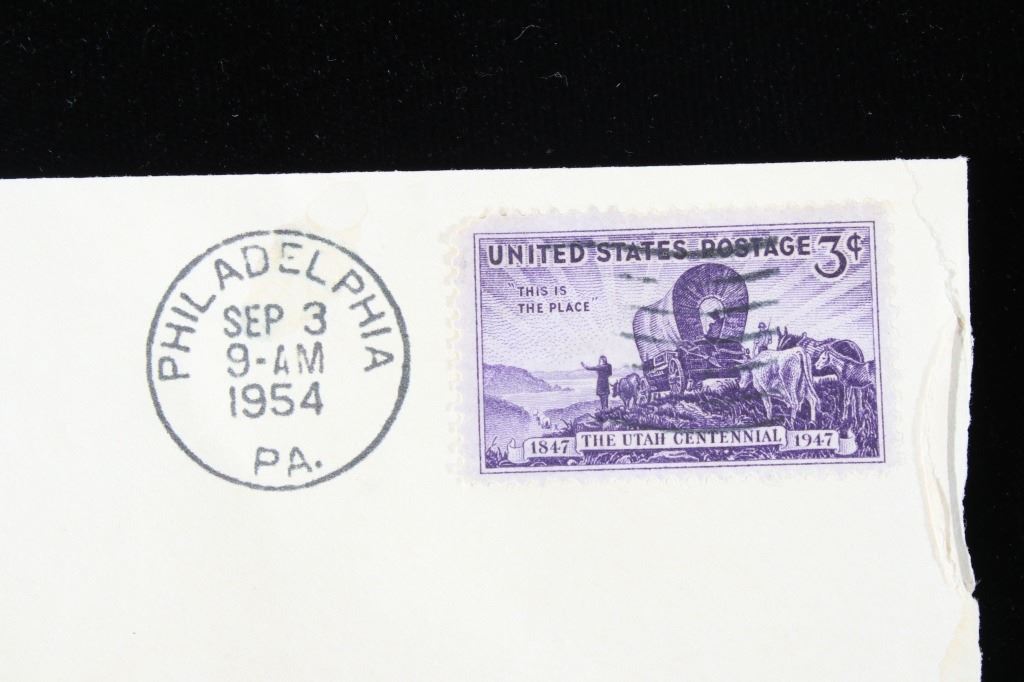 PHILADELPHIA
SEP 3
9-AM
1954
PA.
UNITED STATES POSTAGE 3¢
"THIS IS
THE PLACE"
1847 THE UTAH CENTENNIAL 1947